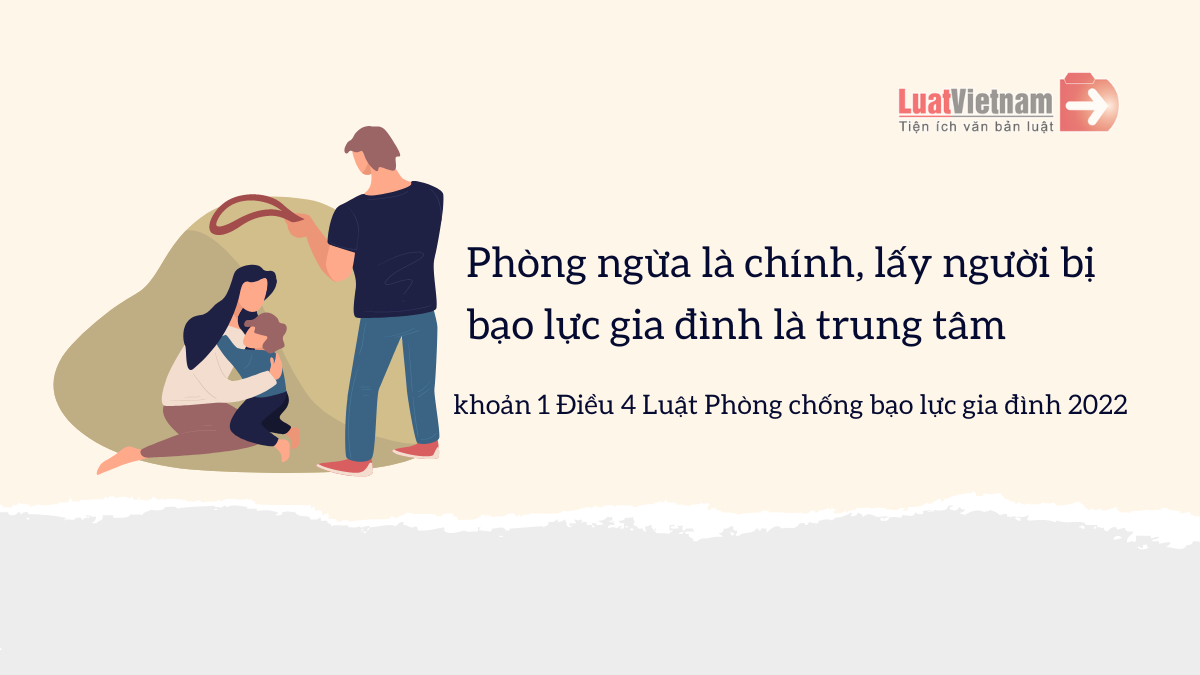 LuatVietnam
Tiện ích văn bản luật
Phòng ngừa là chính, lấy người bị
bạo lực gia đình là trung tâm
khoản 1 Điều 4 Luật Phòng chống bạo lực gia đình 2022